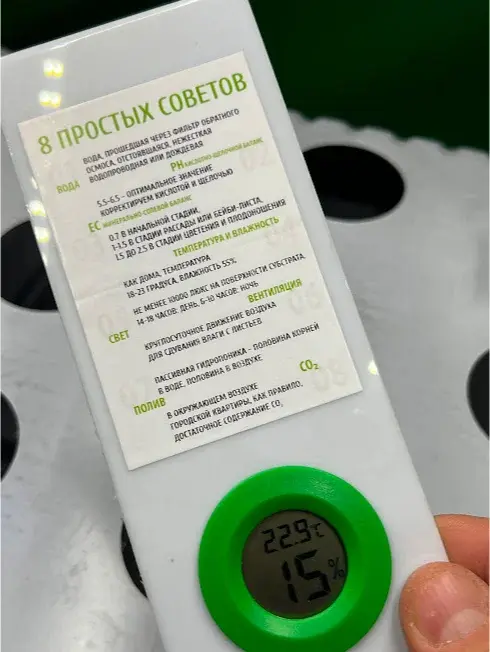 8 ПРОСТЫХ СОВЕТОВ
ВОДА, ПРОШЕДШАЯ ЧЕРЕЗ ФИЛЬТР ОБРАТНОГО
ОСМОСА, ОТСТОЯВШАЯСЯ, НЕЖЕСТКАЯ
ВОДОПРОВОДНАЯ ИЛИ ДОЖДЕВАЯ
ВОДА
PH КИСЛОТНО-ЩЕЛОЧНОЙ БАЛАНС
5.5-6.5 - ОПТИМАЛЬНОЕ ЗНАЧЕНИЕ
КОРРЕКТИРУЕМ КИСЛОТОЙ И ЩЕЛОЧЬЮ
EC МИНЕРАЛЬНО СОЛЕВОЙ БАЛАНС
0.7 В НАЧАЛЬНОЙ СТАДИИ,
1-1.5 В СТАДИИ РАССАДЫ ИЛИ БЕЙБИ-ЛИСТА,
1.5 ДО 2.5 В СТАДИИ ЦВЕТЕНИЯ И ПЛОДОНОШЕНИЯ
ТЕМПЕРАТУРА И ВЛАЖНОСТЬ
КАК ДОМА, ТЕМПЕРАТУРА
18-23 ГРАДУСА, ВЛАЖНОСТЬ 55%
НЕ МЕНЕЕ 10000 ЛЮКС НА ПОВЕРХНОСТИ СУБСТРАТА,
14-18 ЧАСОВ: ДЕНЬ, 6-10 ЧАСОВ: НОЧЬ
СВЕТ
ВЕНТИЛЯЦИЯ
КРУГЛОСУТОЧНОЕ ДВИЖЕНИЕ ВОЗДУХА
ДЛЯ СДУВАНИЯ ВЛАГИ С ЛИСТЬЕВ
ПАССИВНАЯ ГИДРОПОНИКА - ПОЛОВИНА КОРНЕЙ
В ВОДЕ, ПОЛОВИНА В ВОЗДУХЕ
ПОЛИВ
CO₂
В ОКРУЖАЮЩЕМ ВОЗДУХЕ
ГОРОДСКОЙ КВАРТИРЫ, КАК ПРАВИЛО,
ДОСТАТОЧНОЕ СОДЕРЖАНИЕ CO₂
22.9℃
15%